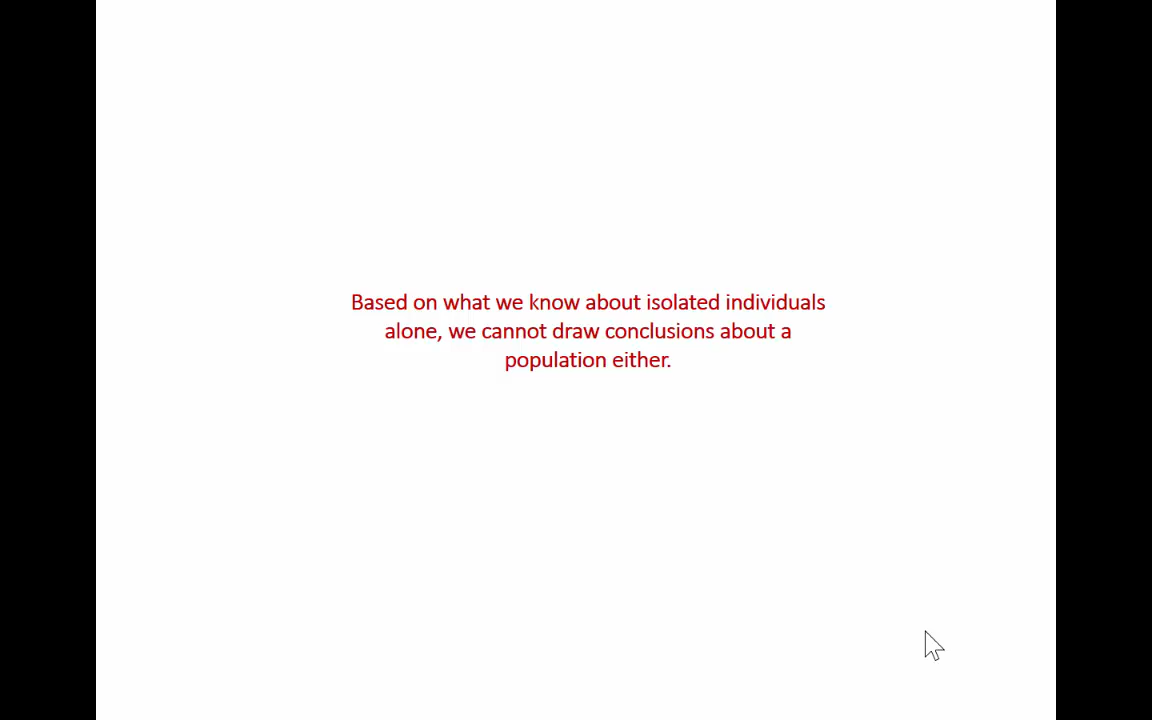 Based on what we know about isolated individuals
alone, we cannot draw conclusions about a
population either.